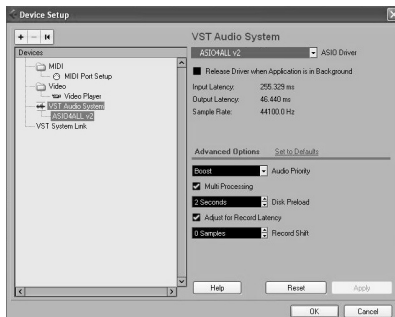 Device Setup
VST Audio System
Devices
ASIO4ALL v2 ASIO Driver
MIDI
MIDI Port Setup
Video
Video Player
VST Audio System
ASIO4ALL v2
VST System Link
Release Driver when Application is in Background
Input Latency: 255.329 ms
Output Latency: 46.440 ms
Sample Rate: 44100.0 Hz
Advanced Options Set to Defaults
Boost Audio Priority
Multi Processing
2 Seconds Disk Preload
Adjust for Record Latency
0 Samples Record Shift
Help Reset Apply
OK Cancel